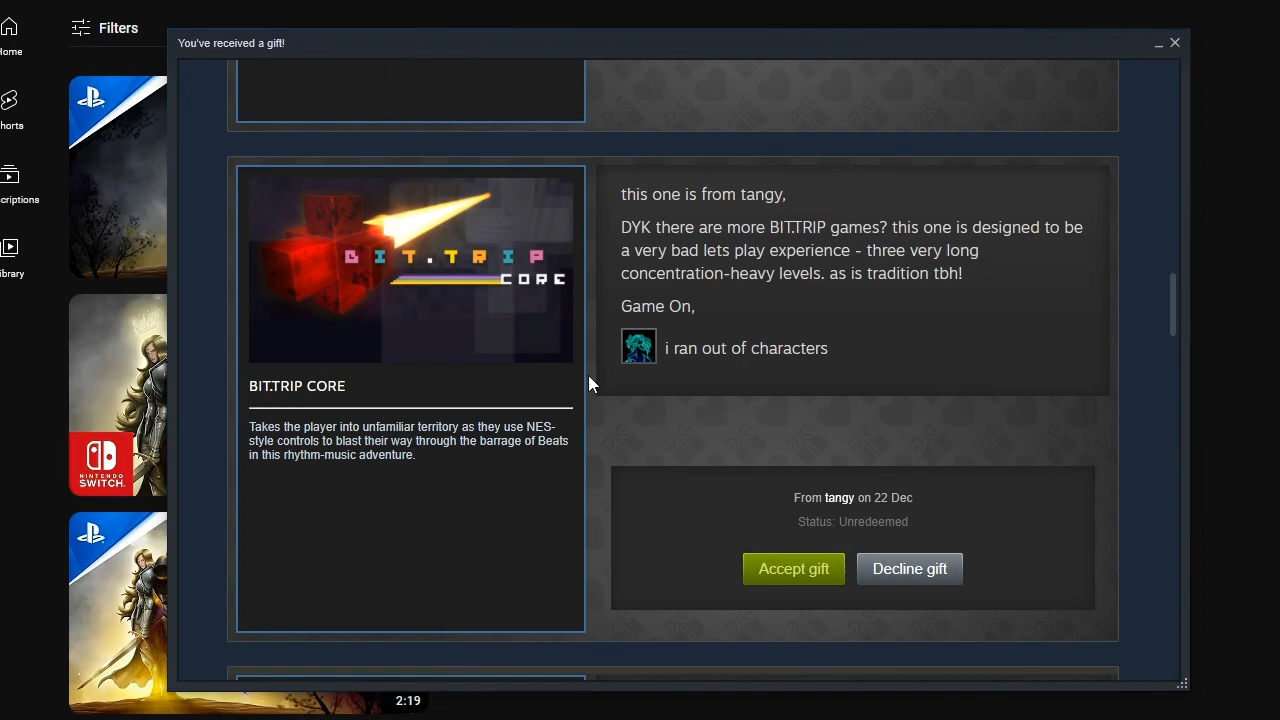 Filters
You've received a gift!
Home
horts
criptions
ibrary
this one is from tangy,
DYK there are more BIT.TRIP games? this one is designed to be
a very bad lets play experience - three very long
concentration-heavy levels. as is tradition tbh!
Game On,
i ran out of characters
BIT.TRIP
CORE
BIT.TRIP CORE
Takes the player into unfamiliar territory as they use NES-
style controls to blast their way through the barrage of Beats
in this rhythm-music adventure.
From tangy on 22 Dec
Status: Unredeemed
Accept gift
Decline gift
NINTENDO
SWITCH
2:19